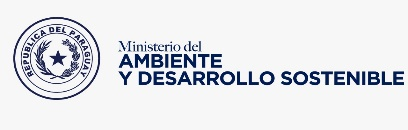 REPUBLICA DEL PARAGUAY
Ministerio del
AMBIENTE
Y DESARROLLO SOSTENIBLE